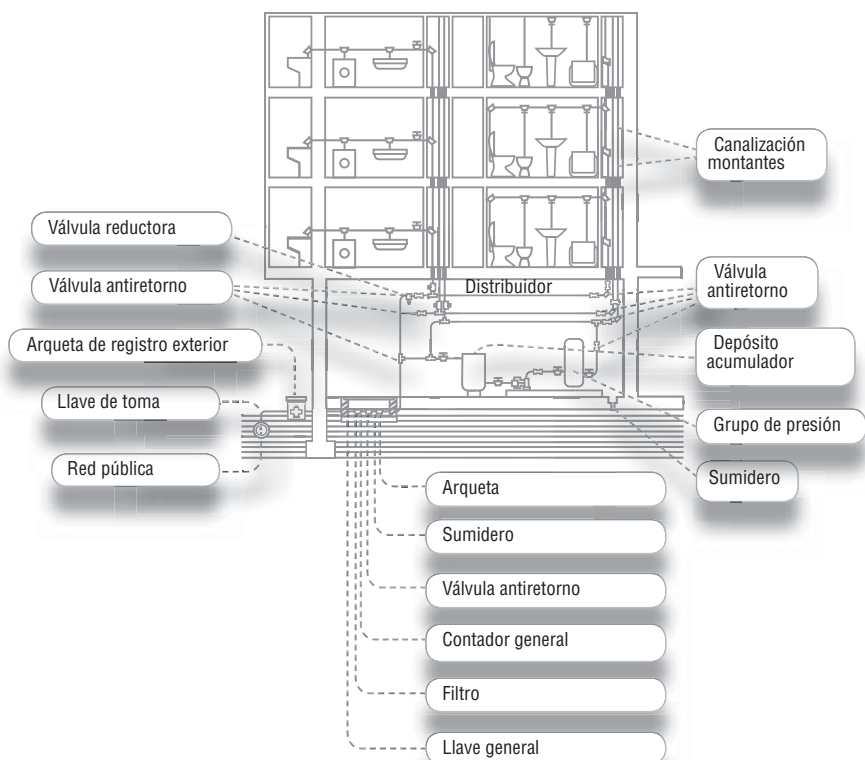 Canalización
montantes
Válvula reductora
Válvula antiretorno
Distribuidor
Válvula
antiretorno
Arqueta de registro exterior
Depósito
acumulador
Llave de toma
Grupo de presión
Red pública
Sumidero
Arqueta
Sumidero
Válvula antiretorno
Contador general
Filtro
Llave general